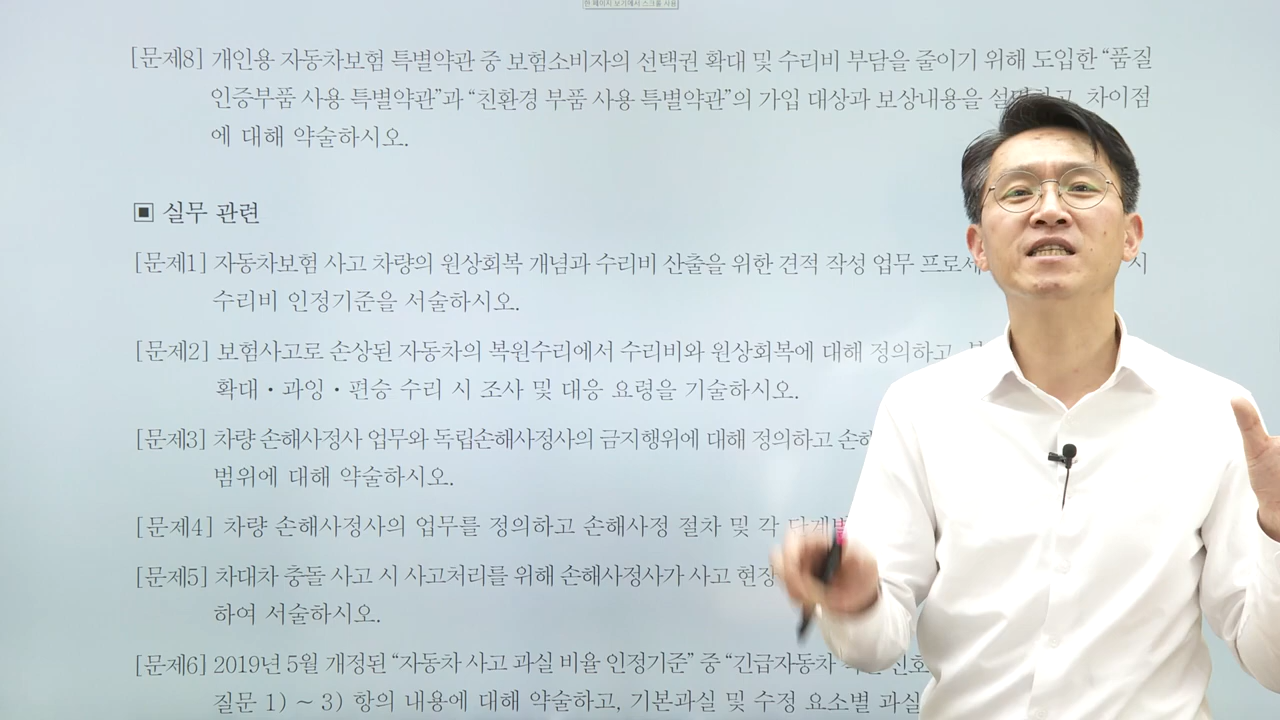 한 페이지 보기에서 스크롤 사용
[문제8] 개인용 자동차보험 특별약관 중 보험소비자의 선택권 확대 및 수리비 부담을 줄이기 위해 도입한 “품질
인증부품 사용 특별약관”과 “친환경 부품 사용 특별약관”의 가입 대상과 보상내용을 설명하고, 차이점
에 대해 약술하시오.
▣ 실무 관련
[문제1] 자동차보험 사고 차량의 원상회복 개념과 수리비 산출을 위한 견적 작성 업무 프로세 시
수리비 인정기준을 서술하시오.
[문제2] 보험사고로 손상된 자동차의 복원수리에서 수리비와 원상회복에 대해 정의하고,
확대·과잉·편승 수리 시 조사 및 대응 요령을 기술하시오.
[문제3] 차량 손해사정사 업무와 독립손해사정사의 금지행위에 대해 정의하고 손해
범위에 대해 약술하시오.
[문제4] 차량 손해사정사의 업무를 정의하고 손해사정 절차 및 각 단계별
[문제5] 차대차 충돌 사고 시 사고처리를 위해 손해사정사가 사고 현장
하여 서술하시오.
[문제6] 2019년 5월 개정된 “자동차 사고 과실 비율 인정기준” 중 “긴급자동차
질문 1) ~ 3) 항의 내용에 대해 약술하고, 기본과실 및 수정 요소별 과실